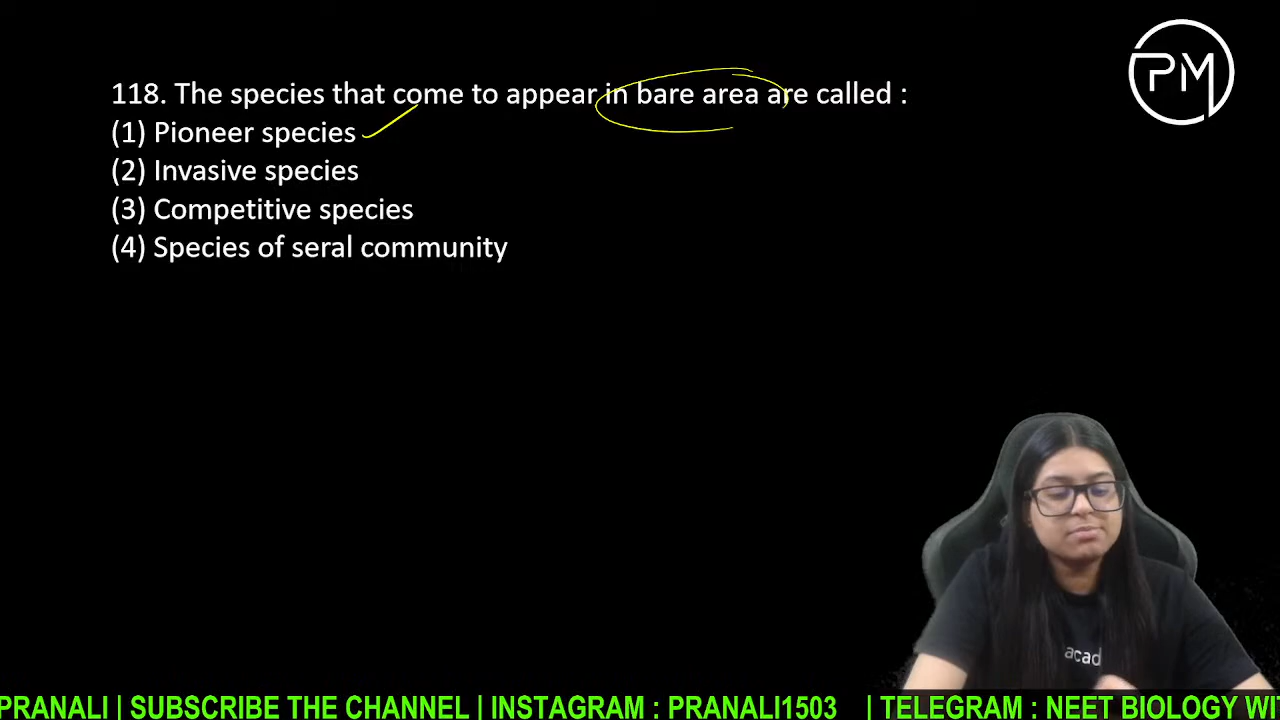 PM
118. The species that come to appear in bare area are called :
(1) Pioneer species
(2) Invasive species
(3) Competitive species
(4) Species of seral community
acad
PRANALI | SUBSCRIBE THE CHANNEL | INSTAGRAM : PRANALI1503 | TELEGRAM : NEET BIOLOGY WI